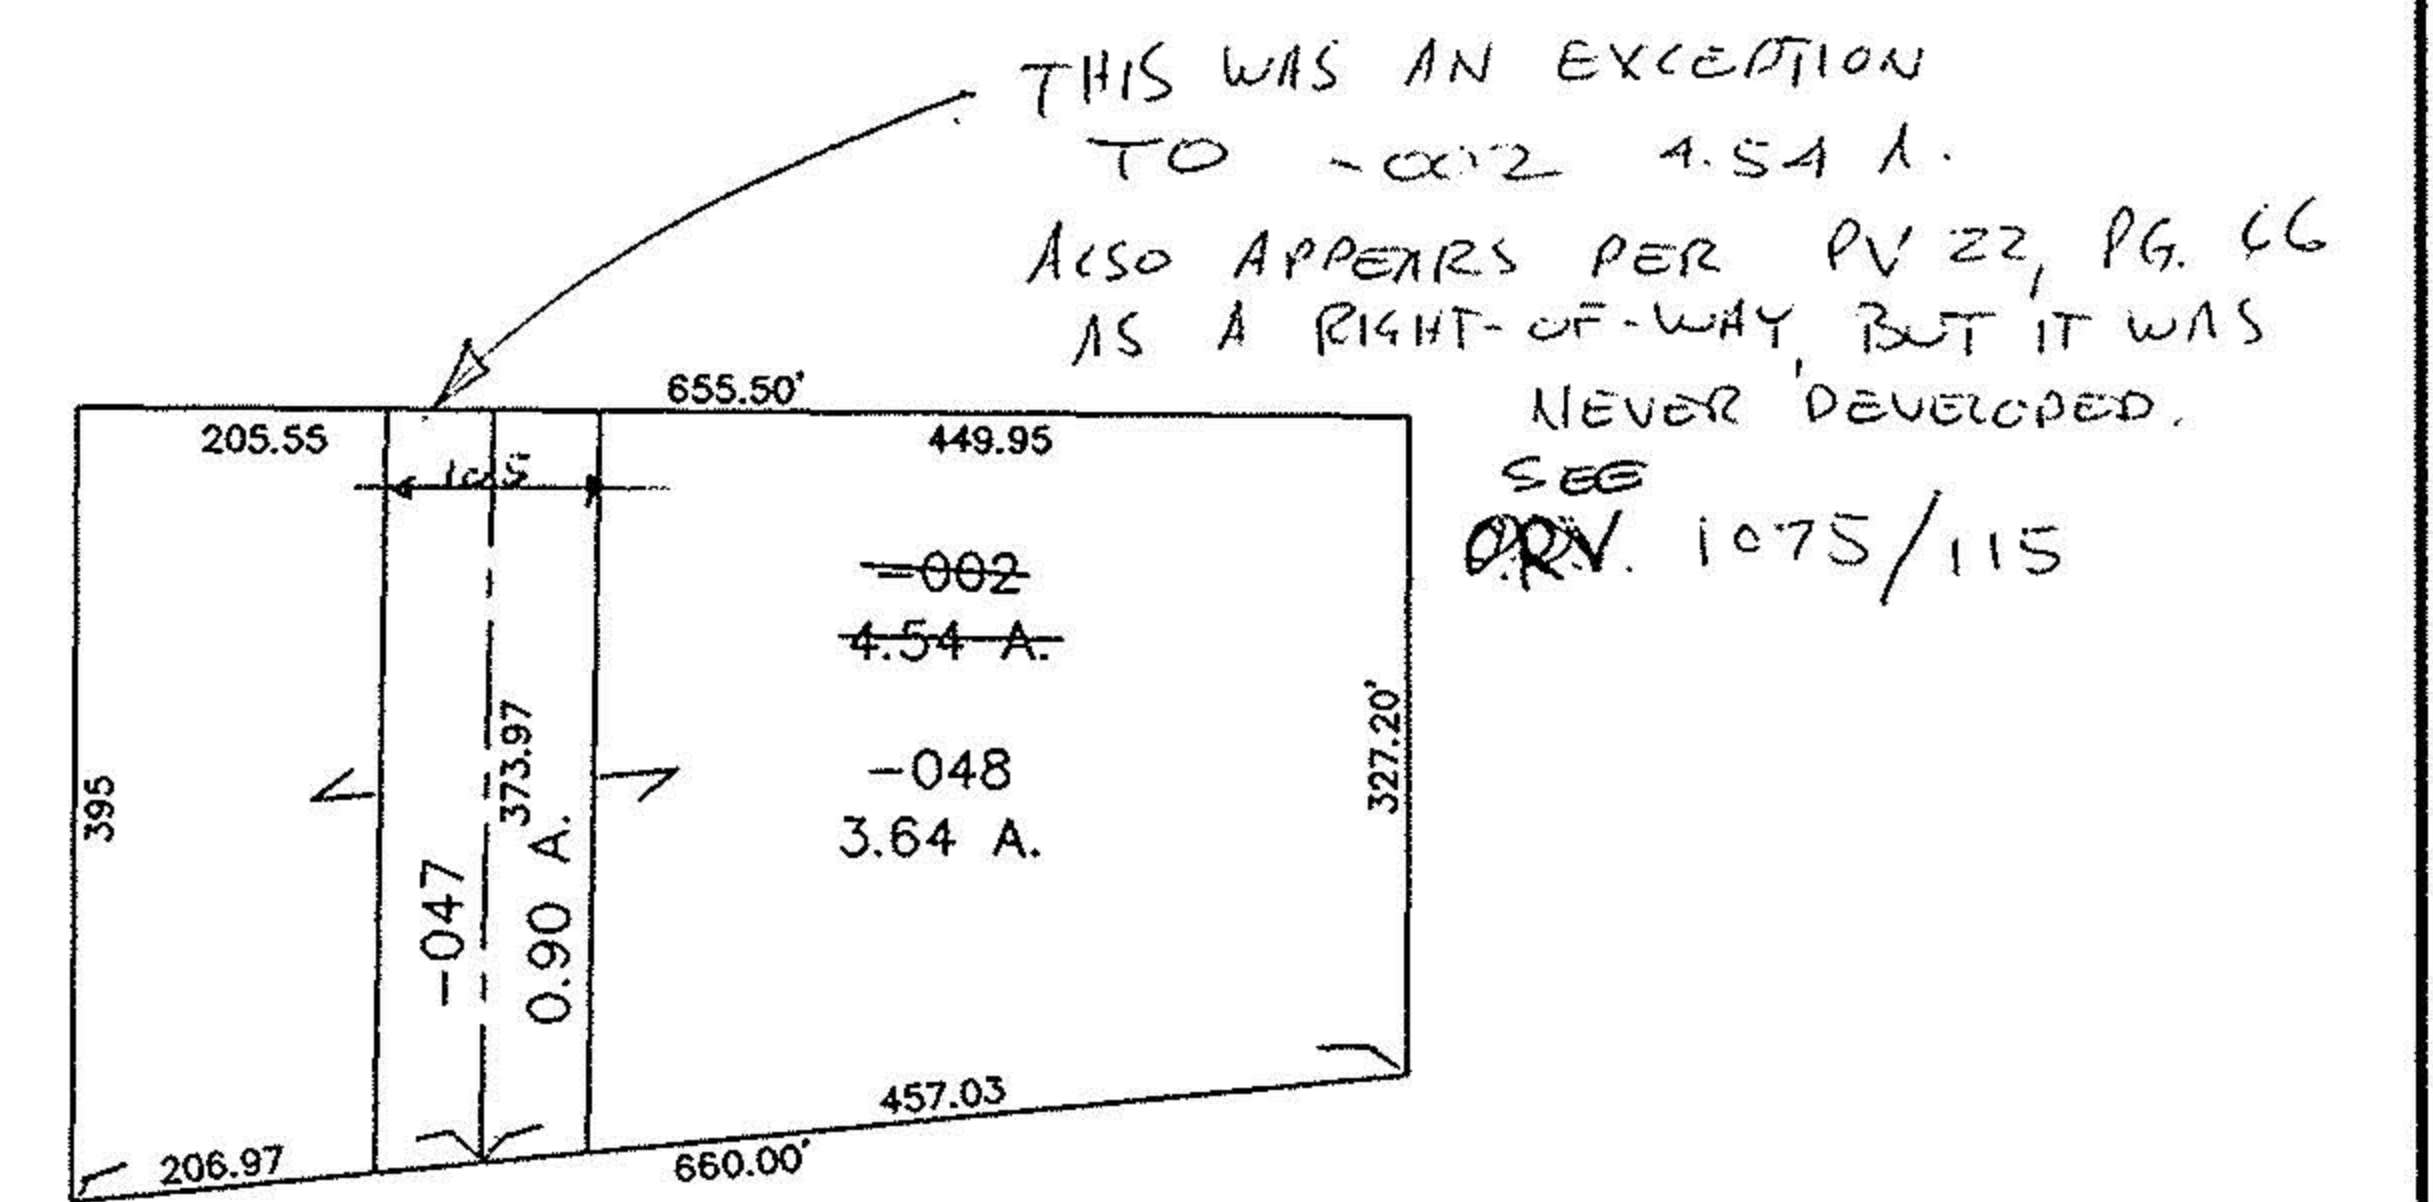 THIS WAS AN EXCEPTION
TO -002 4.54 A.
ALSO APPEARS PER PV 22, PG. 66
AS A RIGHT-OF-WAY, BUT IT WAS
NEVER DEVELOPED.
SEE
O.R.V. 1075/115
655.50'
205.55
449.95
105
-002
4.54 A.
373.97
327.20'
395
-048
3.64 A.
-047
0.90 A.
457.03
206.97
660.00'